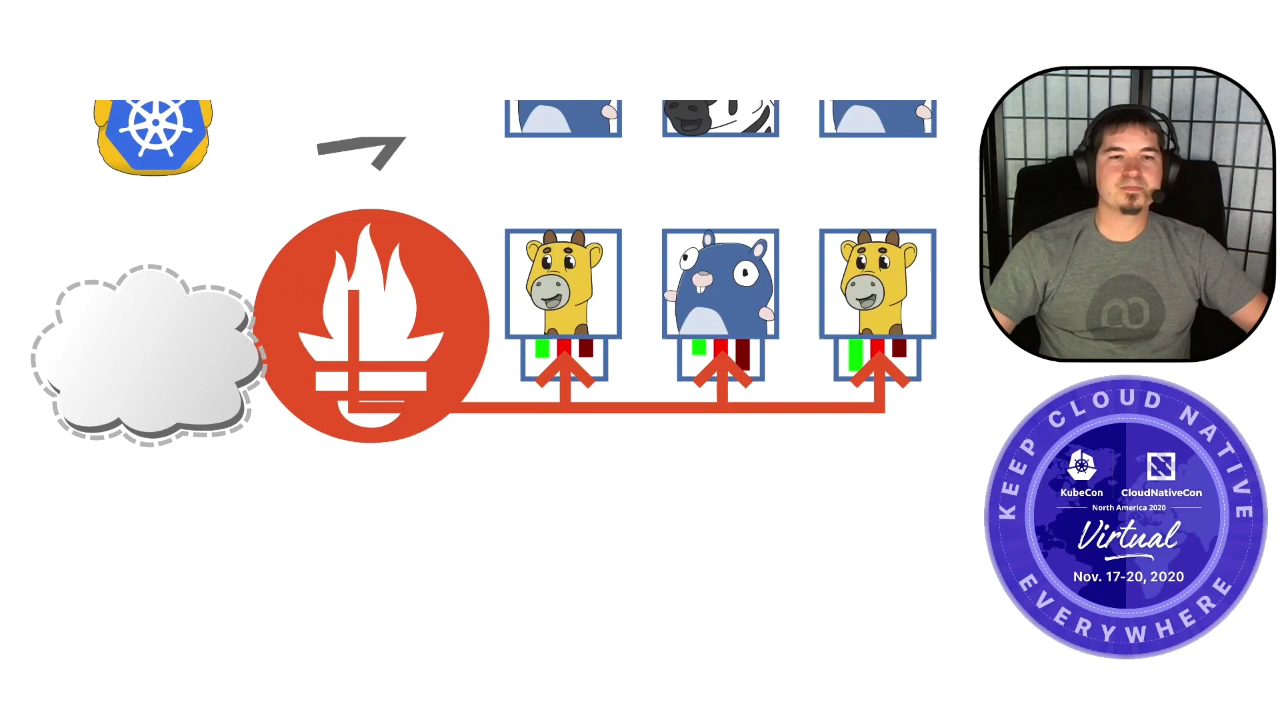 KEEP CLOUD NATIVE
KubeCon
CloudNativeCon
North America 2020
Virtual
Nov. 17-20, 2020
EVERYWHERE